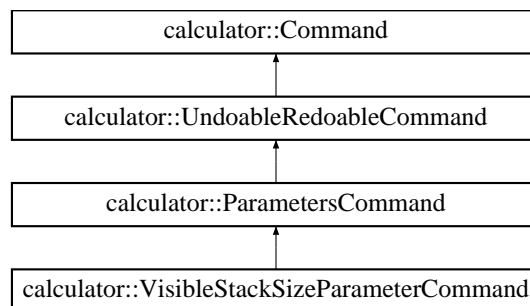 calculator::Command
calculator::UndoableRedoableCommand
calculator::ParametersCommand
calculator::VisibleStackSizeParameterCommand